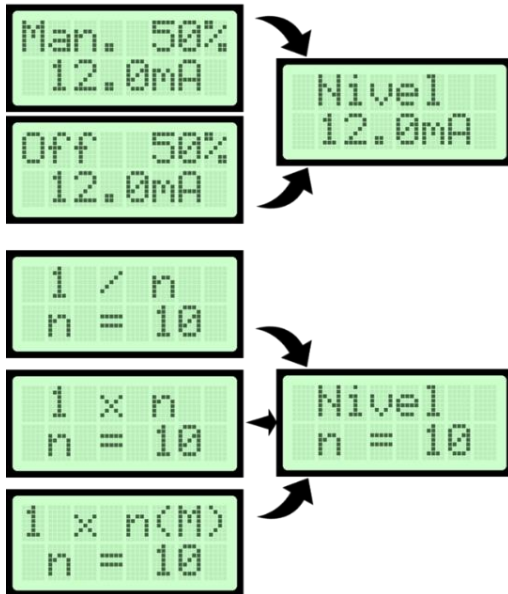 Man. 50%
12.0mA
Nivel
12.0mA
Off 50%
12.0mA
1 / n
n = 10
1 x n
n = 10
Nivel
n = 10
1 x n(M)
n = 10